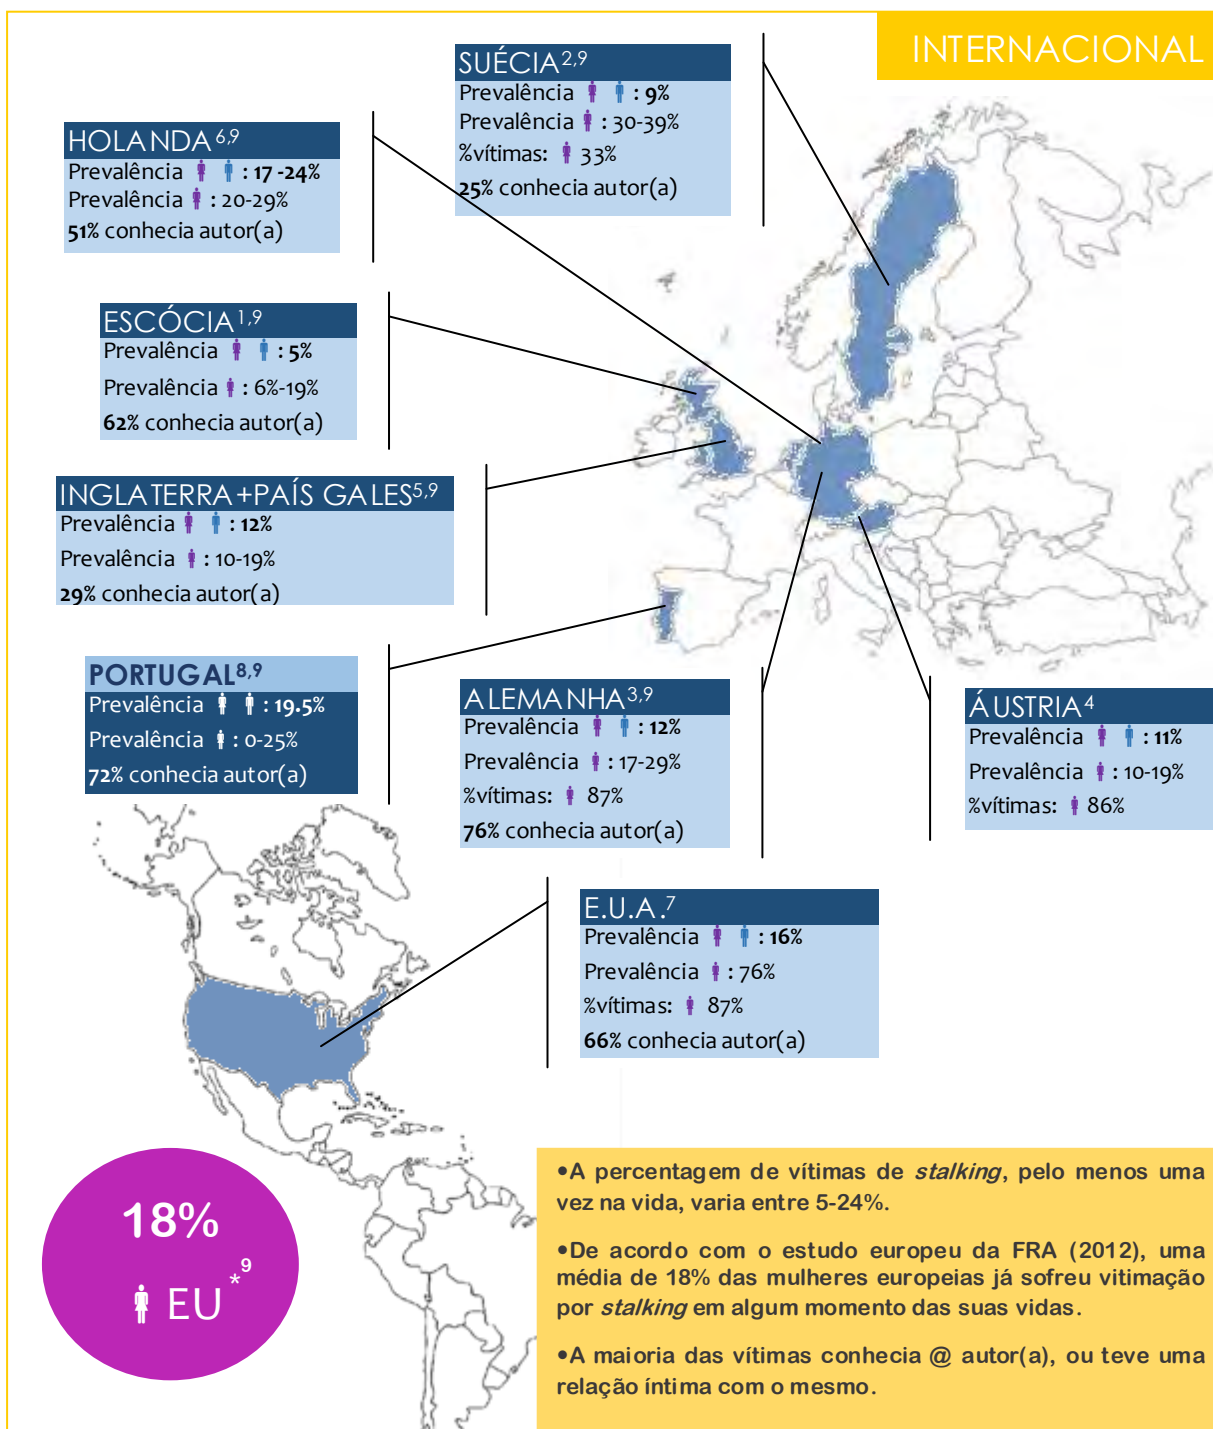 INTERNACIONAL
SUÉCIA2,9
Prevalência : 9%
Prevalência : 30-39%
%vítimas: 33%
25% conhecia autor(a)
HOLANDA6,9
Prevalência : 17 -24%
Prevalência : 20-29%
51% conhecia autor(a)
ESCÓCIA1,9
Prevalência : 5%
Prevalência : 6%-19%
62% conhecia autor(a)
INGLATERRA+PAÍS GALES5,9
Prevalência : 12%
Prevalência : 10-19%
29% conhecia autor(a)
PORTUGAL8,9
Prevalência : 19.5%
Prevalência : 0-25%
72% conhecia autor(a)
ALEMANHA3,9
Prevalência : 12%
Prevalência : 17-29%
%vítimas: 87%
76% conhecia autor(a)
ÁUSTRIA4
Prevalência : 11%
Prevalência : 10-19%
%vítimas: 86%
E.U.A.7
Prevalência : 16%
Prevalência : 76%
%vítimas: 87%
66% conhecia autor(a)
18%
EU*9
•A percentagem de vítimas de stalking, pelo menos uma
vez na vida, varia entre 5-24%.
•De acordo com o estudo europeu da FRA (2012), uma
média de 18% das mulheres europeias já sofreu vitimação
por stalking em algum momento das suas vidas.
•A maioria das vítimas conhecia @ autor(a), ou teve uma
relação íntima com o mesmo.